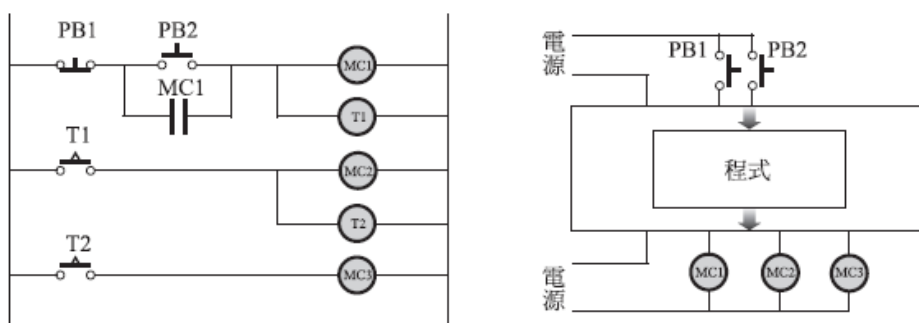 PB1 PB2
MC1
MC1
T1
T1
MC2
T2
T2
MC3
電源
PB1 PB2
程式
電源
MC1 MC2 MC3